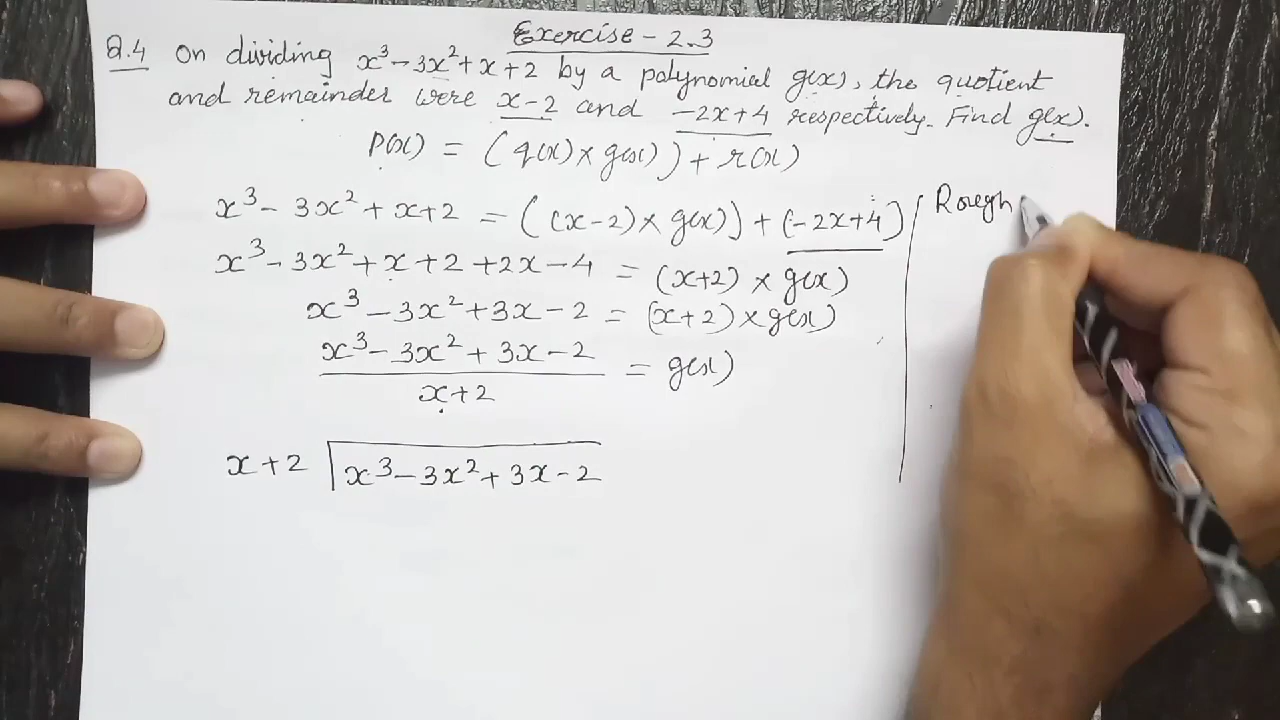 Exercise - 2.3
Q.4 On dividing x³ - 3x² + x + 2 by a polynomial g(x), the quotient
and remainder were x-2 and -2x+4 respectively. Find g(x).
P(x) = (q(x) × g(x)) + r(x)
x³ - 3x² + x + 2 = ((x-2) × g(x)) + (-2x+4)
Rough
x³ - 3x² + x + 2 + 2x - 4 = (x+2) × g(x)
x³ - 3x² + 3x - 2 = (x+2) × g(x)
x³ - 3x² + 3x - 2
= g(x)
x+2
x+2 x³ - 3x² + 3x - 2